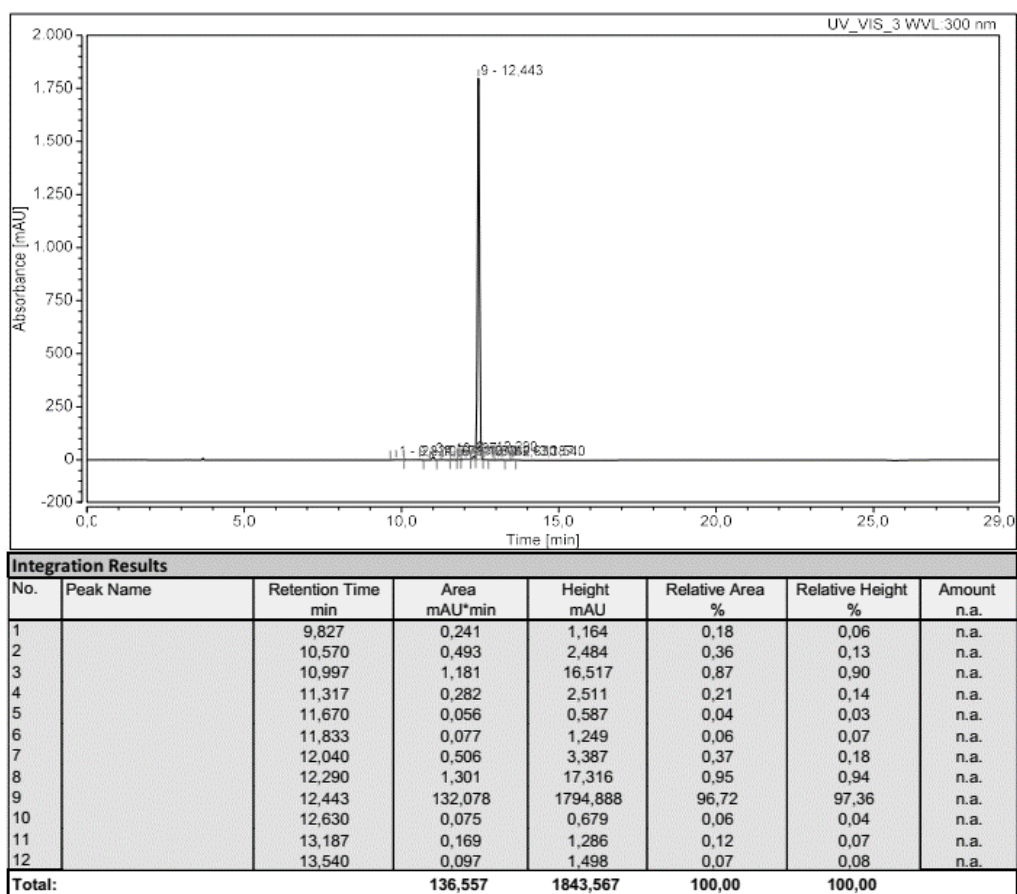 UV_VIS_3 WVL:300 nm
2.000
1.750
1.500
1.250
1.000
750
500
250
0
-200
Absorbance [mAU]
9 - 12,443
0,0
5,0
10,0
15,0
20,0
25,0
29,0
Time [min]
Integration Results
No. Peak Name Retention Time Area Height Relative Area Relative Height Amount
min mAU*min mAU % % n.a.
1 9,827 0,241 1,164 0,18 0,06 n.a.
2 10,570 0,493 2,484 0,36 0,13 n.a.
3 10,997 1,181 16,517 0,87 0,90 n.a.
4 11,317 0,282 2,511 0,21 0,14 n.a.
5 11,670 0,056 0,587 0,04 0,03 n.a.
6 11,833 0,077 1,249 0,06 0,07 n.a.
7 12,040 0,506 3,387 0,37 0,18 n.a.
8 12,290 1,301 17,316 0,95 0,94 n.a.
9 12,443 132,078 1794,888 96,72 97,36 n.a.
10 12,630 0,075 0,679 0,06 0,04 n.a.
11 13,187 0,169 1,286 0,12 0,07 n.a.
12 13,540 0,097 1,498 0,07 0,08 n.a.
Total: 136,557 1843,567 100,00 100,00